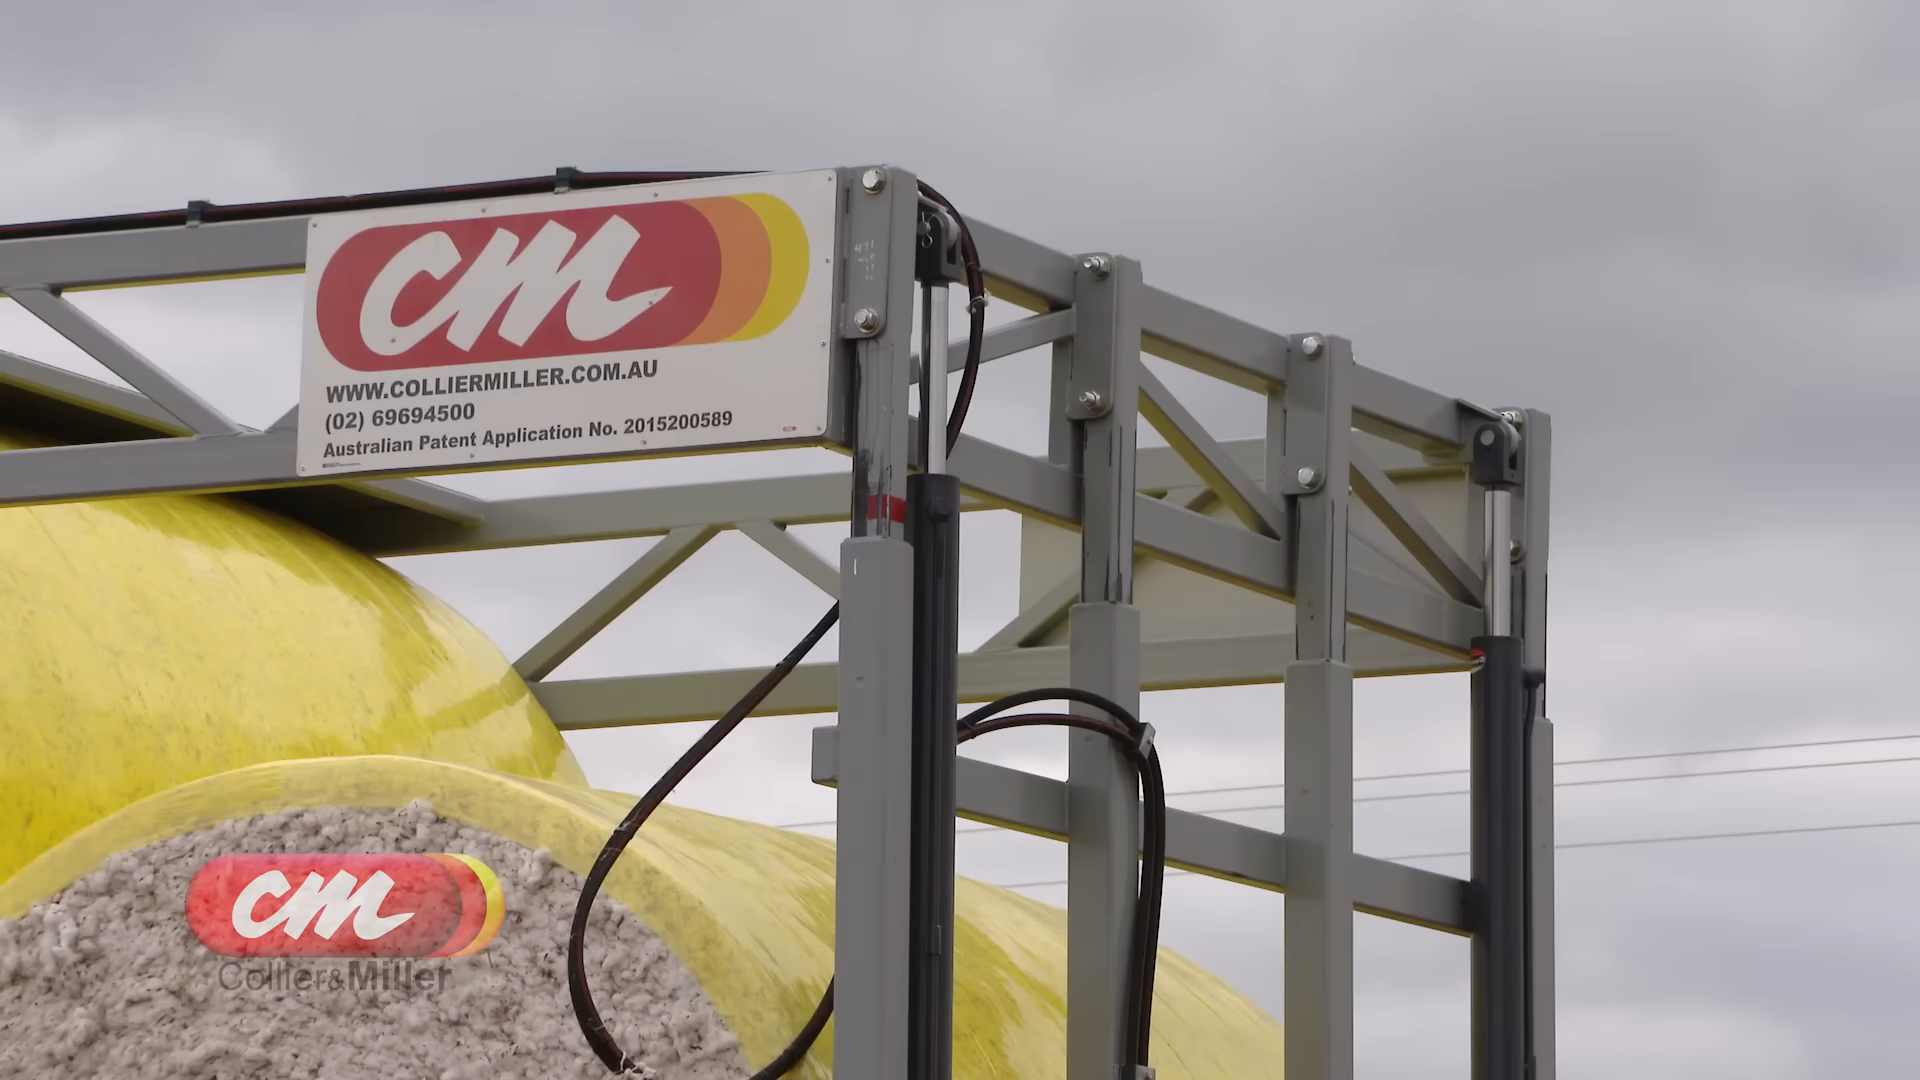 cm
WWW.COLLIERMILLER.COM.AU
(02) 69694500
Australian Patent Application No. 2015200589
cm
Collier&Miller